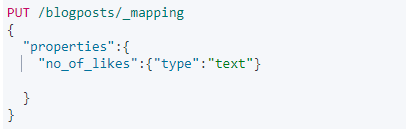 PUT /blogposts/_mapping
{
"properties":{
"no_of_likes":{"type":"text"}
}
}